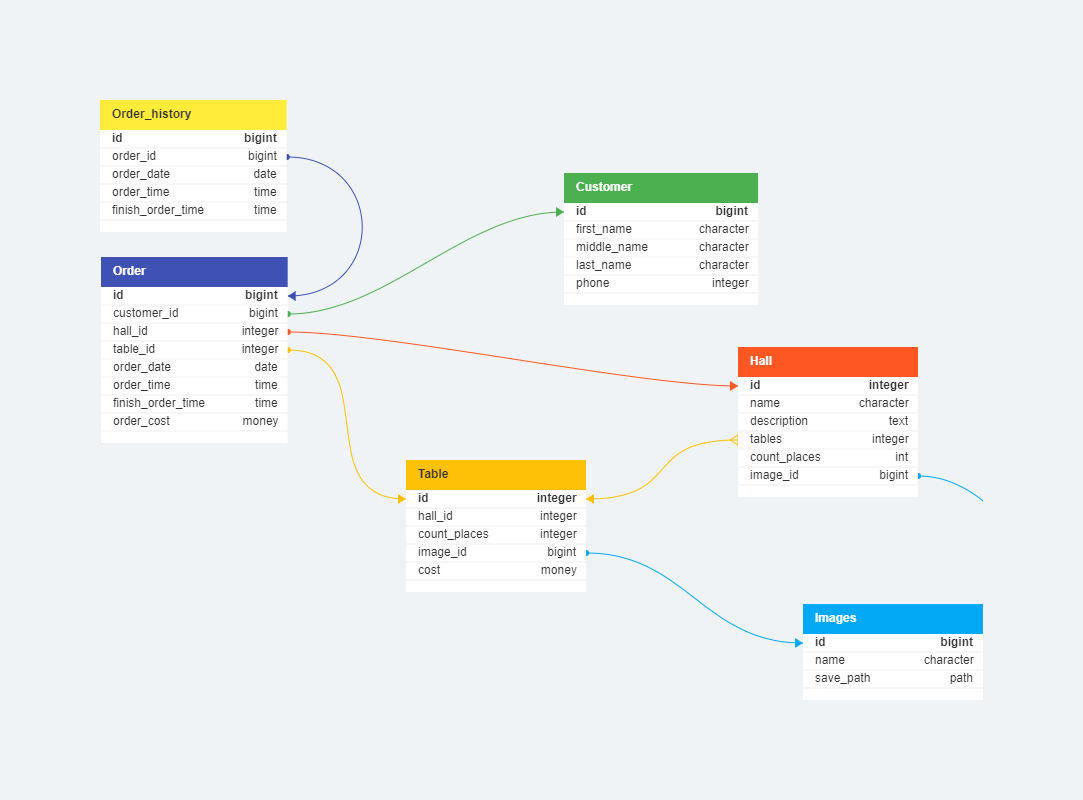 Order_history
id bigint
order_id bigint
order_date date
order_time time
finish_order_time time
Order
id bigint
customer_id bigint
hall_id integer
table_id integer
order_date date
order_time time
finish_order_time time
order_cost money
Customer
id bigint
first_name character
middle_name character
last_name character
phone integer
Hall
id integer
name character
description text
tables integer
count_places int
image_id bigint
Table
id integer
hall_id integer
count_places integer
image_id bigint
cost money
Images
id bigint
name character
save_path path